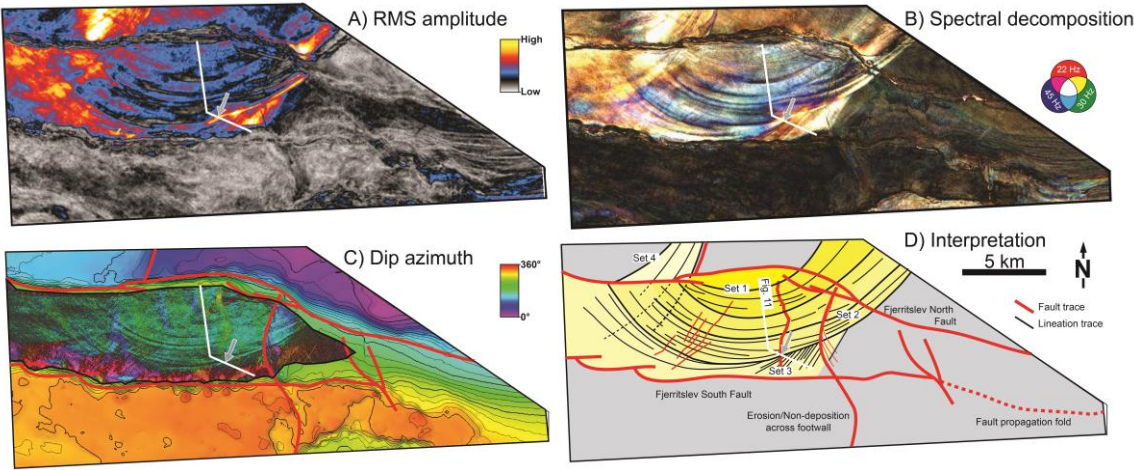 A) RMS amplitude
High
Low
B) Spectral decomposition
22 Hz
45 Hz
30 Hz
C) Dip azimuth
360°
0°
D) Interpretation
5 km
N
Fault trace
Lineation trace
Set 4
Set 1
Fig. 11
Set 2
Fjerritslev North
Fault
Set 3
Fjerritslev South Fault
Erosion/Non-deposition
across footwall
Fault propagation fold